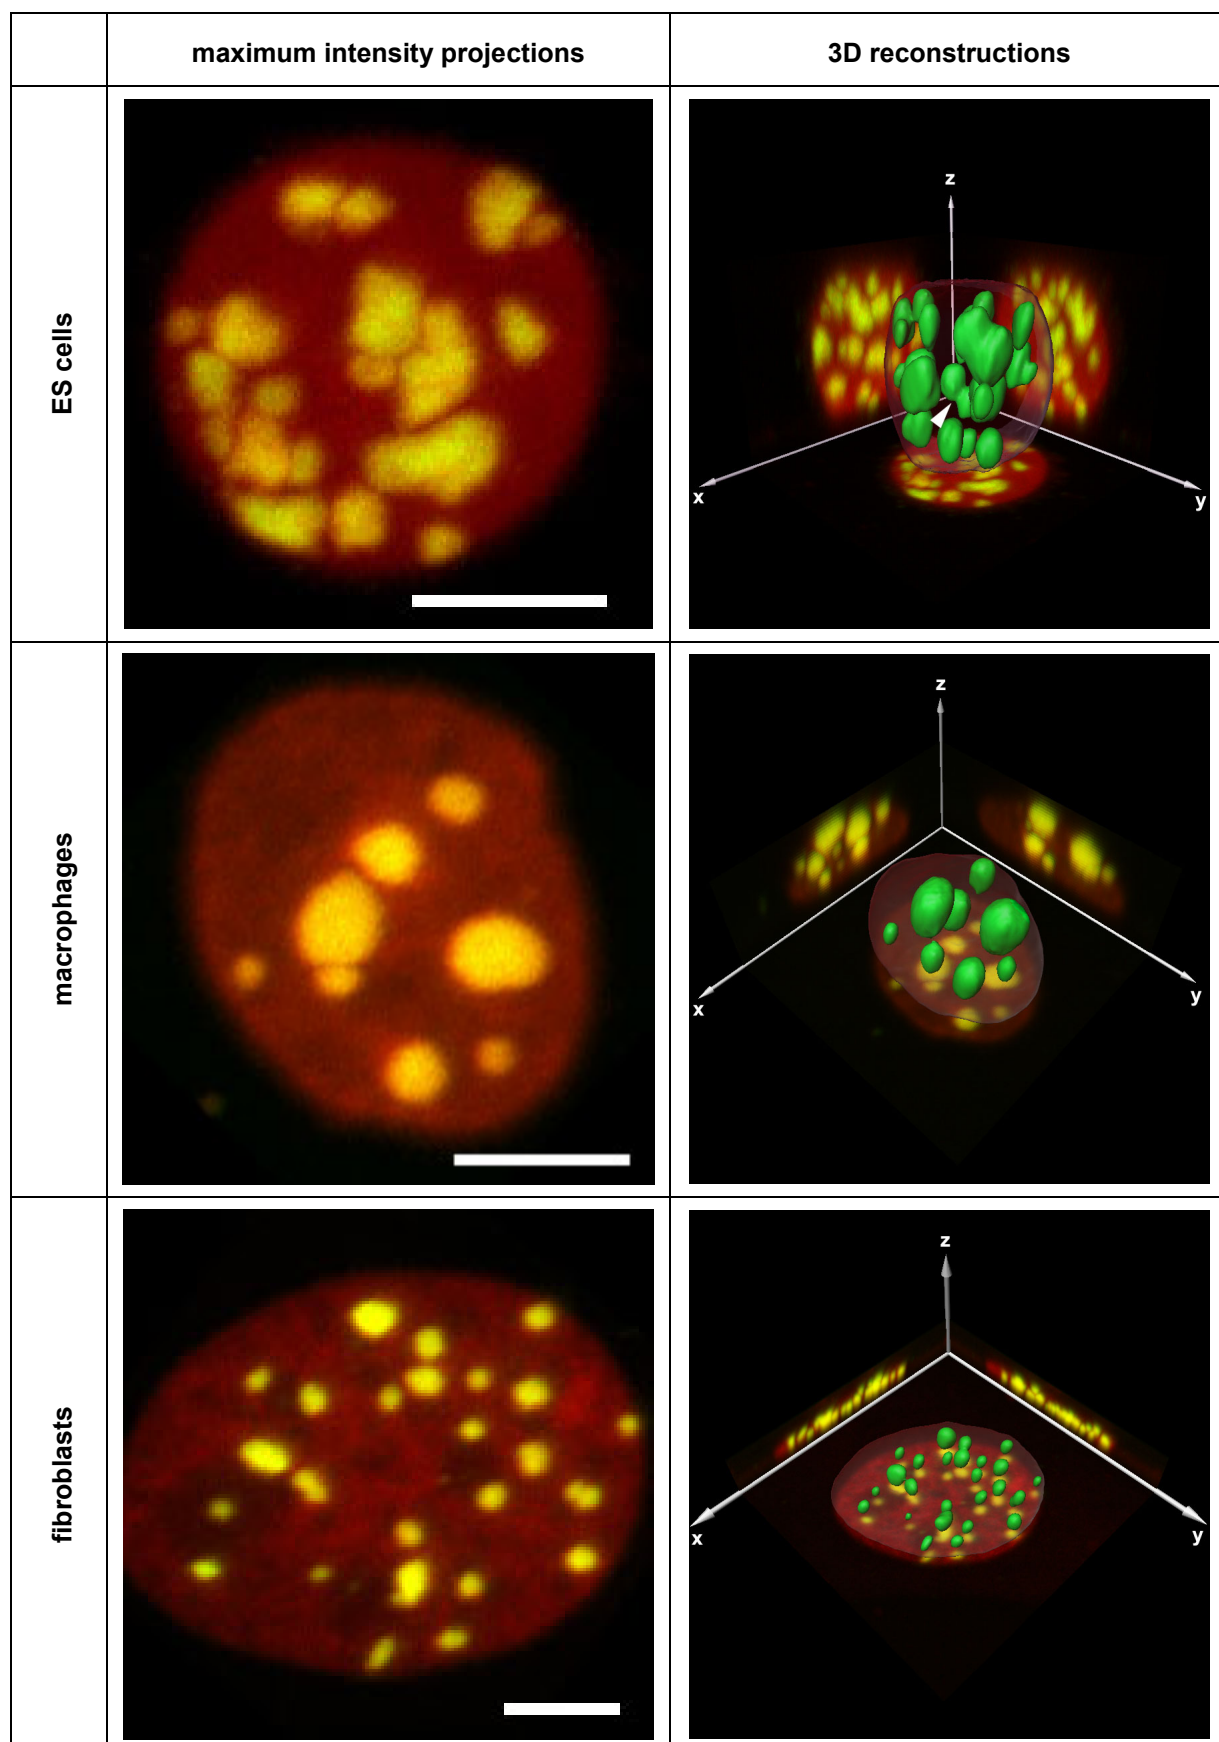 maximum intensity projections
3D reconstructions
ES cells
z
x
y
macrophages
z
x
y
fibroblasts
z
x
y